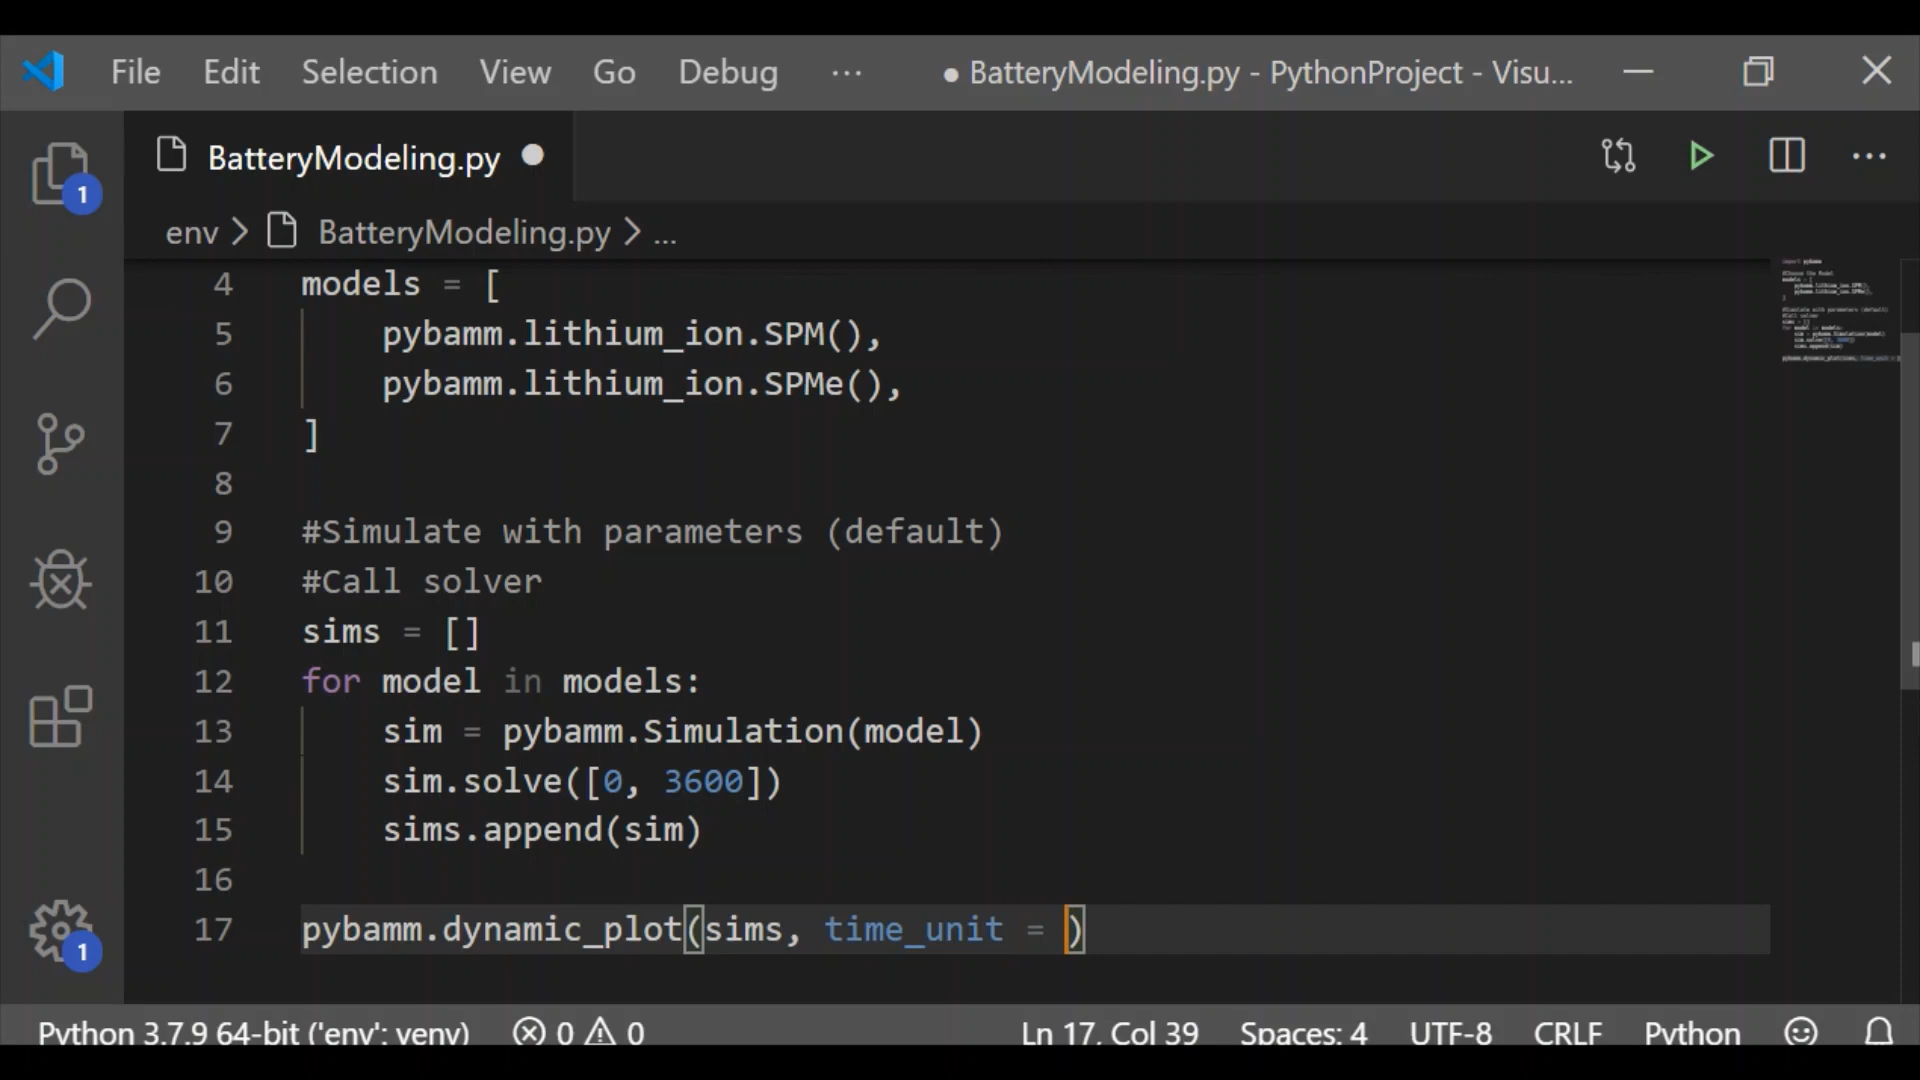 File Edit Selection View Go Debug ··· ● BatteryModeling.py - PythonProject - Visu...
BatteryModeling.py
env > BatteryModeling.py > ...
4 models = [
5 pybamm.lithium_ion.SPM(),
6 pybamm.lithium_ion.SPMe(),
7 ]
8
9 #Simulate with parameters (default)
10 #Call solver
11 sims = []
12 for model in models:
13 sim = pybamm.Simulation(model)
14 sim.solve([0, 3600])
15 sims.append(sim)
16
17 pybamm.dynamic_plot(sims, time_unit = )
1
1
Python 3.7.9 64-bit ('env': venv) 0 0 Ln 17, Col 39 Spaces: 4 UTF-8 CRLF Python